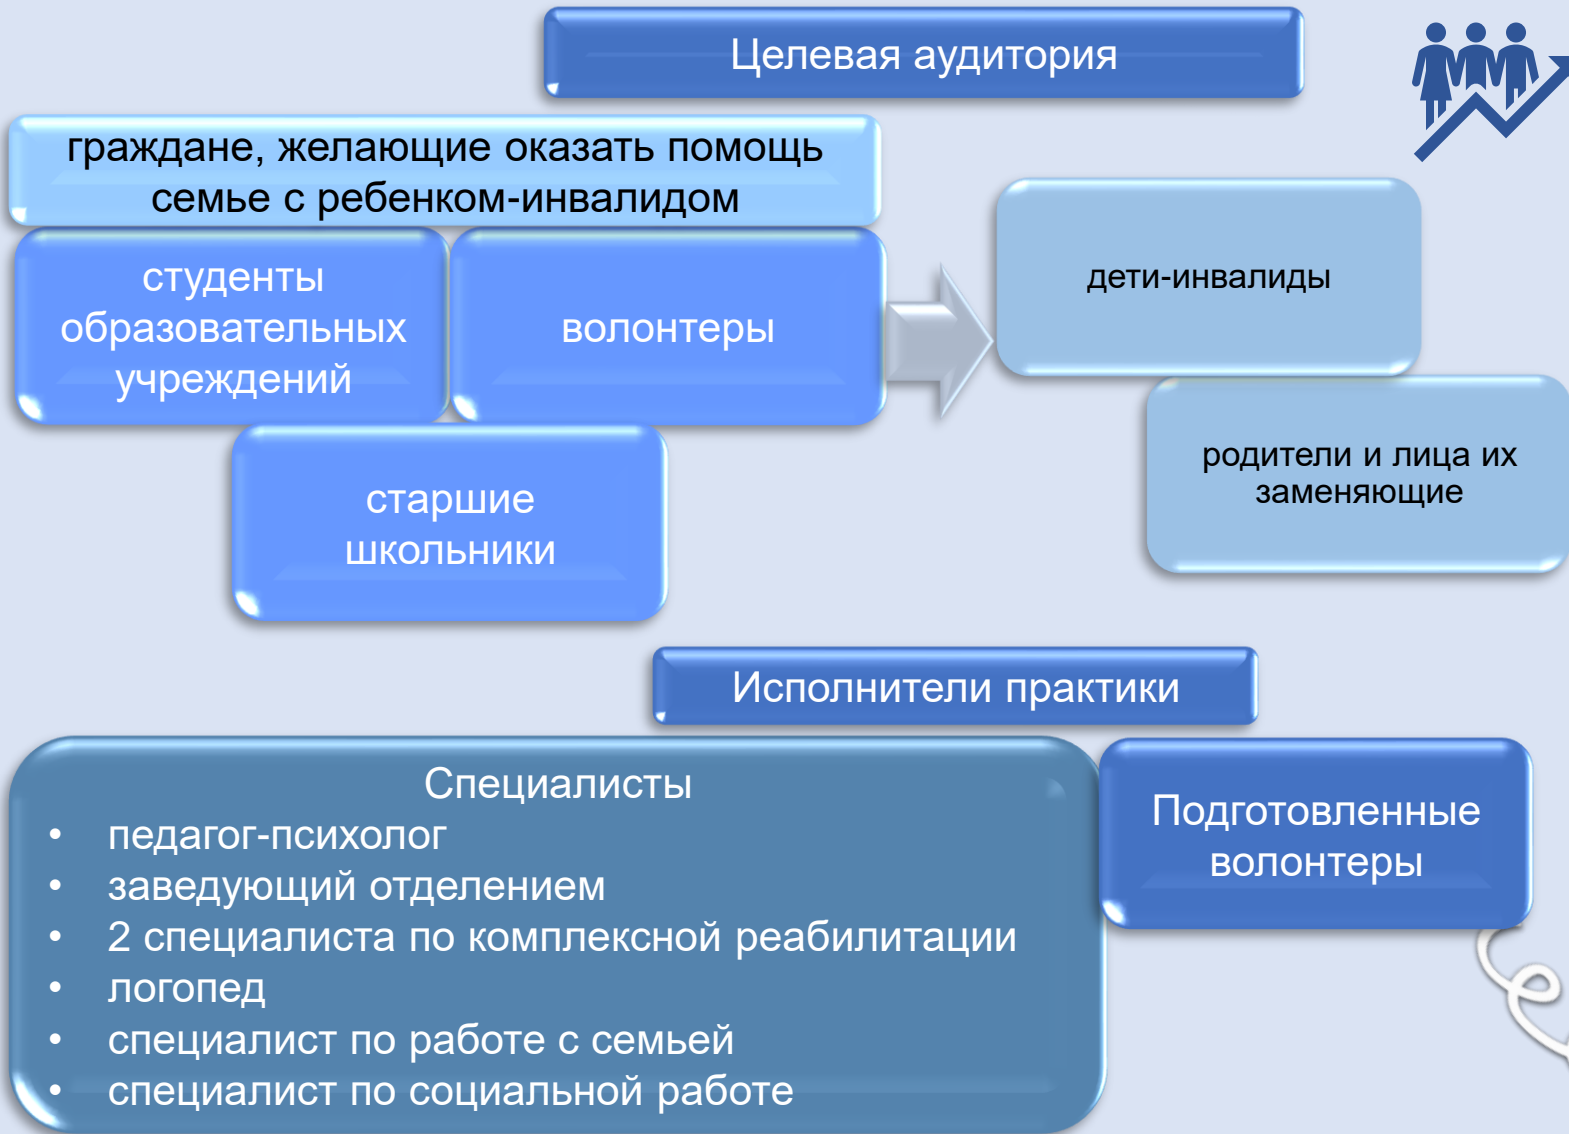 Целевая аудитория
граждане, желающие оказать помощь
семье с ребенком-инвалидом
студенты
образовательных
учреждений
волонтеры
старшие
школьники
дети-инвалиды
родители и лица их
заменяющие
Исполнители практики
Специалисты
• педагог-психолог
• заведующий отделением
• 2 специалиста по комплексной реабилитации
• логопед
• специалист по работе с семьей
• специалист по социальной работе
Подготовленные
волонтеры